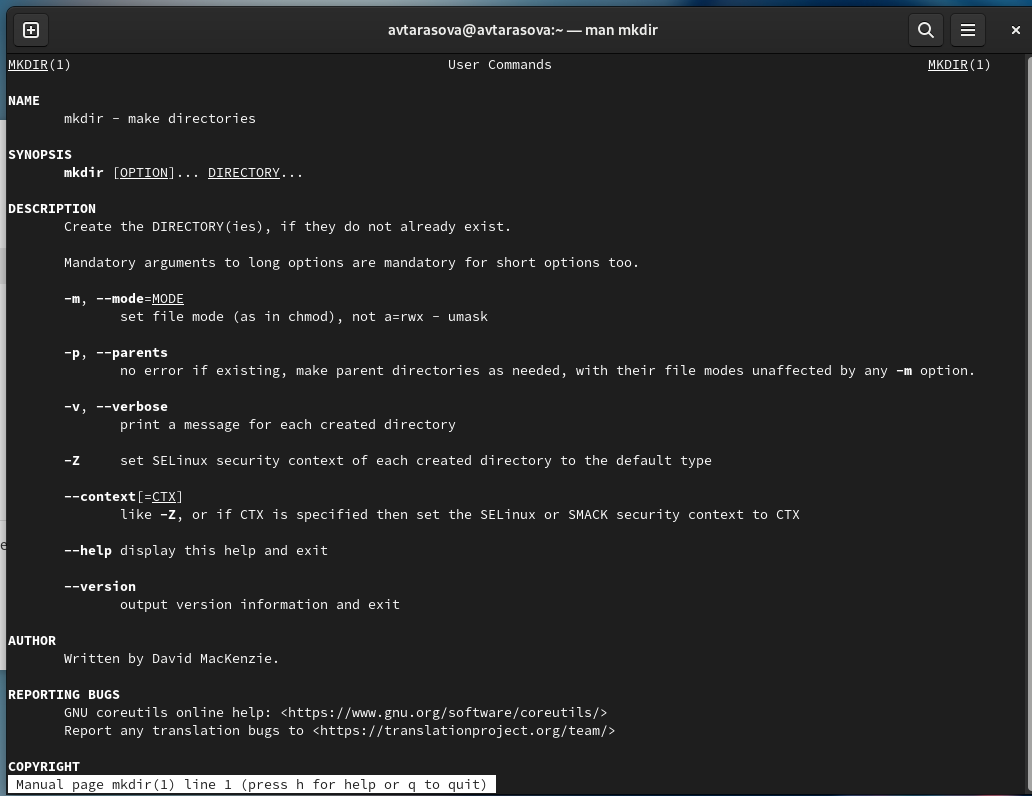 avtarasova@avtarasova:~ — man mkdir
MKDIR(1) User Commands MKDIR(1)
NAME
mkdir - make directories
SYNOPSIS
mkdir [OPTION]... DIRECTORY...
DESCRIPTION
Create the DIRECTORY(ies), if they do not already exist.
Mandatory arguments to long options are mandatory for short options too.
-m, --mode=MODE
set file mode (as in chmod), not a=rwx - umask
-p, --parents
no error if existing, make parent directories as needed, with their file modes unaffected by any -m option.
-v, --verbose
print a message for each created directory
-Z set SELinux security context of each created directory to the default type
--context[=CTX]
like -Z, or if CTX is specified then set the SELinux or SMACK security context to CTX
--help display this help and exit
--version
output version information and exit
AUTHOR
Written by David MacKenzie.
REPORTING BUGS
GNU coreutils online help: <https://www.gnu.org/software/coreutils/>
Report any translation bugs to <https://translationproject.org/team/>
COPYRIGHT
Manual page mkdir(1) line 1 (press h for help or q to quit)